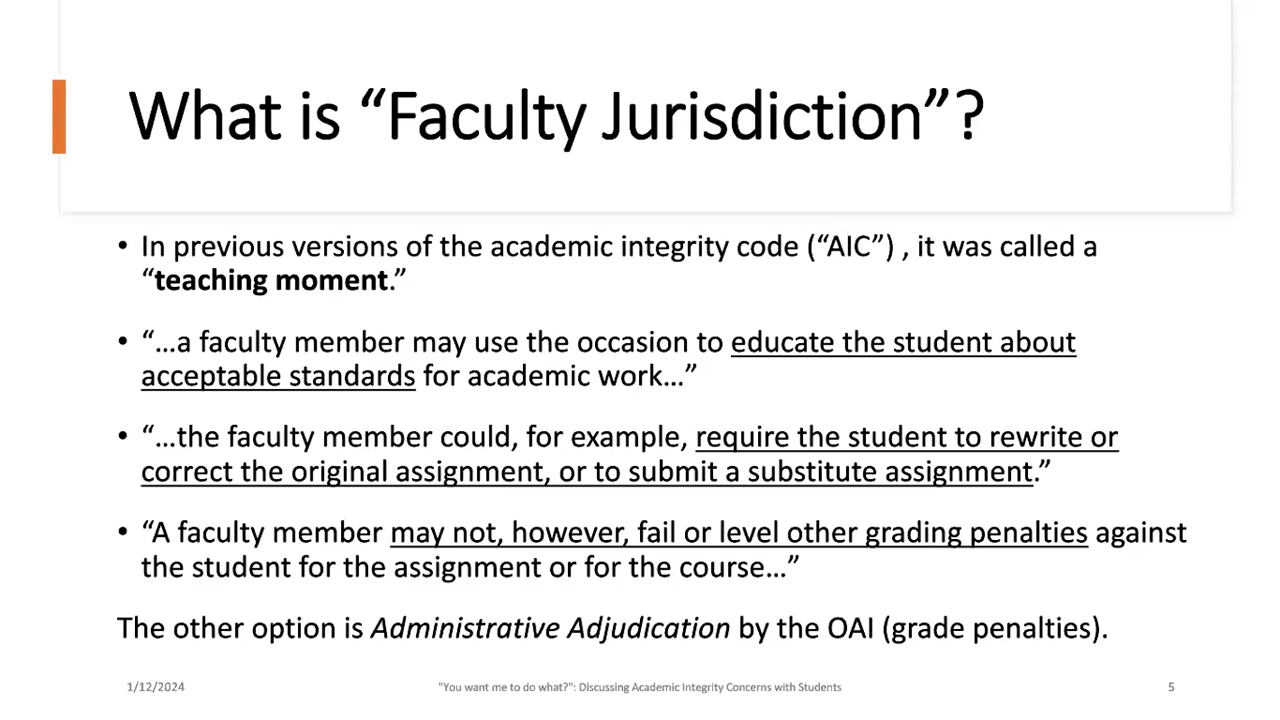 What is “Faculty Jurisdiction”?
• In previous versions of the academic integrity code (“AIC”) , it was called a
“teaching moment.”
• “…a faculty member may use the occasion to educate the student about
acceptable standards for academic work…”
• “…the faculty member could, for example, require the student to rewrite or
correct the original assignment, or to submit a substitute assignment.”
• “A faculty member may not, however, fail or level other grading penalties against
the student for the assignment or for the course…”
The other option is Administrative Adjudication by the OAI (grade penalties).
1/12/2024
"You want me to do what?": Discussing Academic Integrity Concerns with Students
5